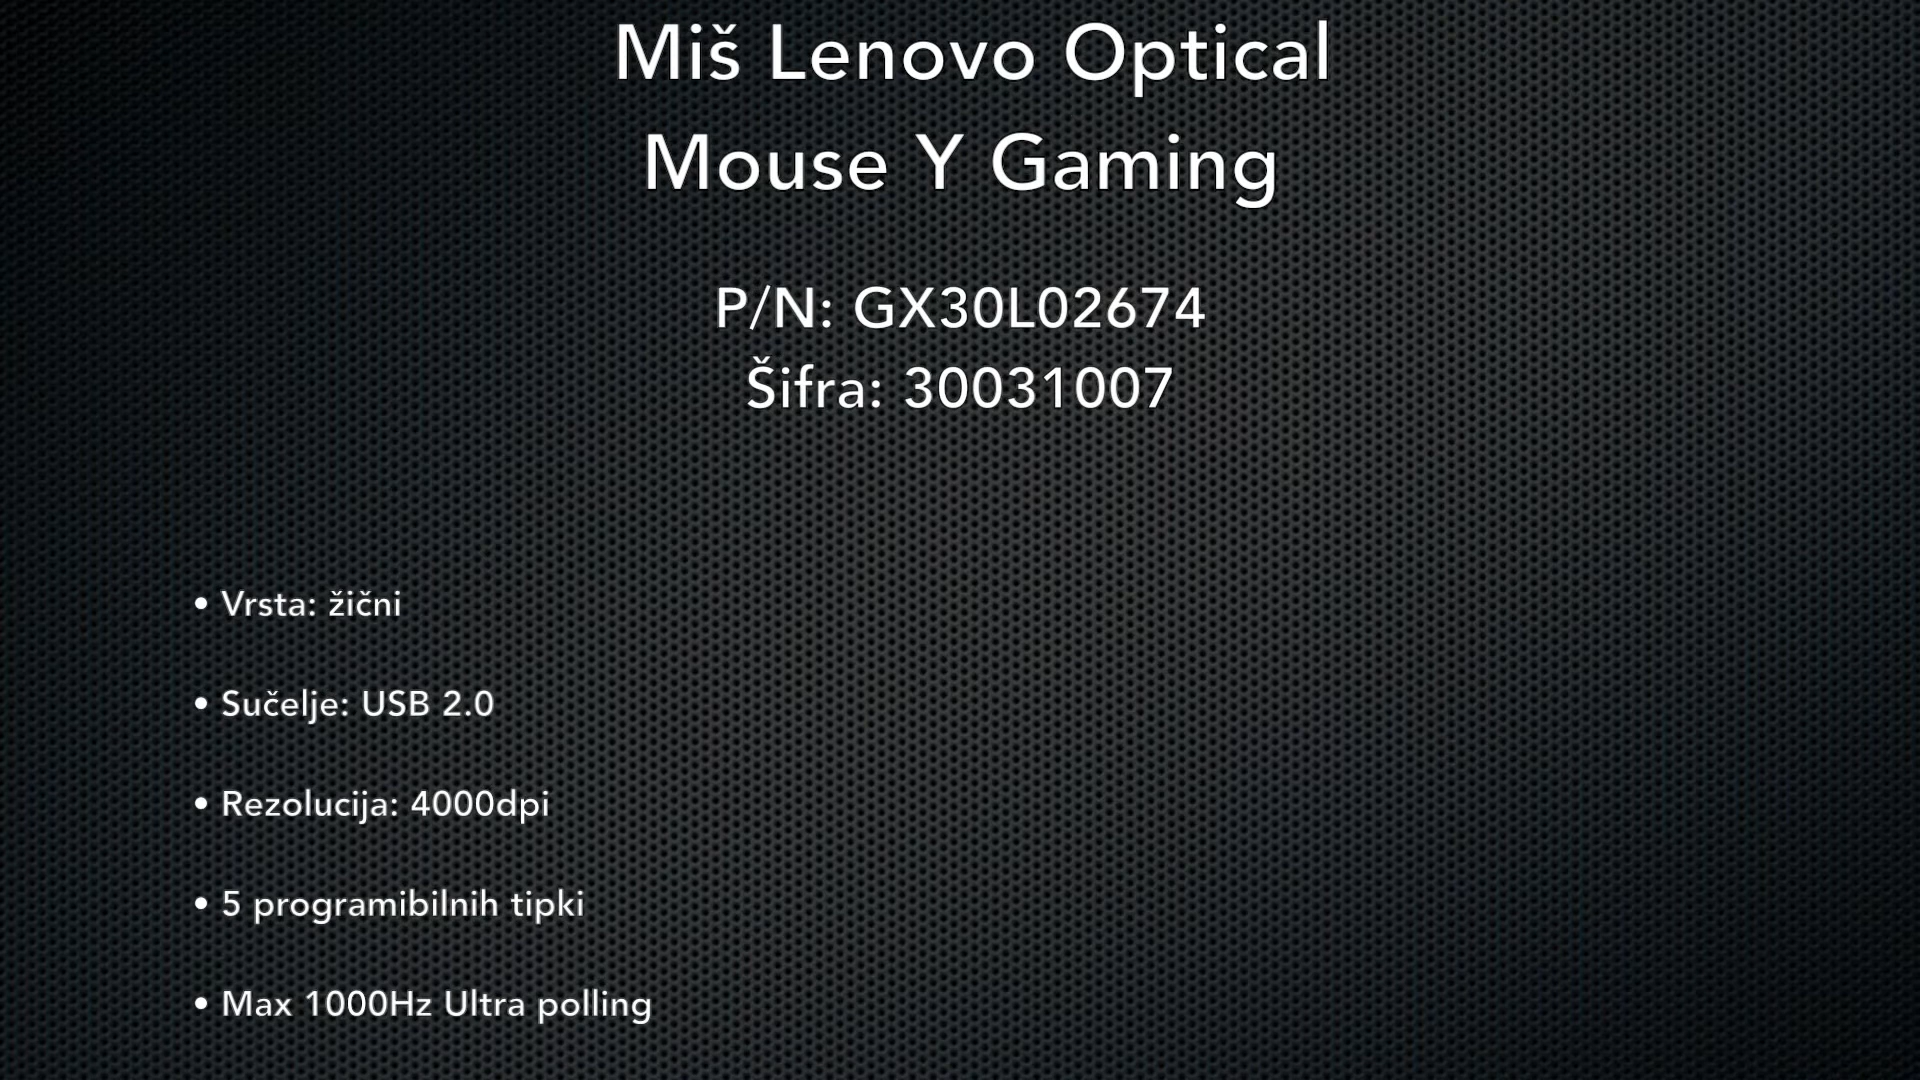 Miš Lenovo Optical
Mouse Y Gaming
P/N: GX30L02674
Šifra: 30031007
• Vrsta: žični
• Sučelje: USB 2.0
• Rezolucija: 4000dpi
• 5 programibilnih tipki
• Max 1000Hz Ultra polling